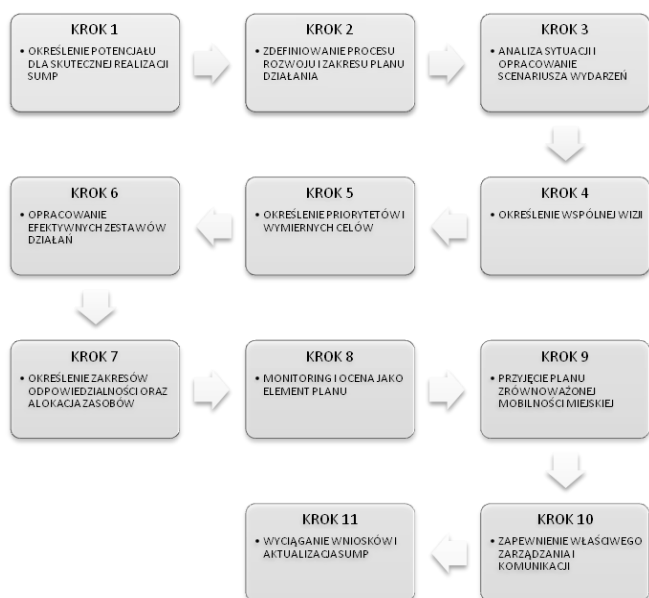 KROK 1
• OKREŚLENIE POTENCJAŁU
DLA SKUTECZNEJ REALIZACJI
SUMP
KROK 2
• ZDEFINIOWANIE PROCESU
ROZWOJU I ZAKRESU PLANU
DZIAŁANIA
KROK 3
• ANALIZA SYTUACJI I
OPRACOWANIE
SCENARIUSZA WYDARZEŃ
KROK 4
• OKREŚLENIE WSPÓLNEJ WIZJI
KROK 5
• OKREŚLENIE PRIORYTETÓW I
WYMIERNYCH CELÓW
KROK 6
• OPRACOWANIE
EFEKTYWNYCH ZESTAWÓW
DZIAŁAŃ
KROK 7
• OKREŚLENIE ZAKRESÓW
ODPOWIEDZIALNOŚCI ORAZ
ALOKACJA ZASOBÓW
KROK 8
• MONITORING I OCENA JAKO
ELEMENT PLANU
KROK 9
• PRZYJĘCIE PLANU
ZRÓWNOWAŻONEJ
MOBILNOŚCI MIEJSKIEJ
KROK 10
• ZAPEWNIENIE WŁAŚCIWEGO
ZARZĄDZANIA I
KOMUNIKACJI
KROK 11
• WYCIĄGANIE WNIOSKÓW I
AKTUALIZACJA SUMP